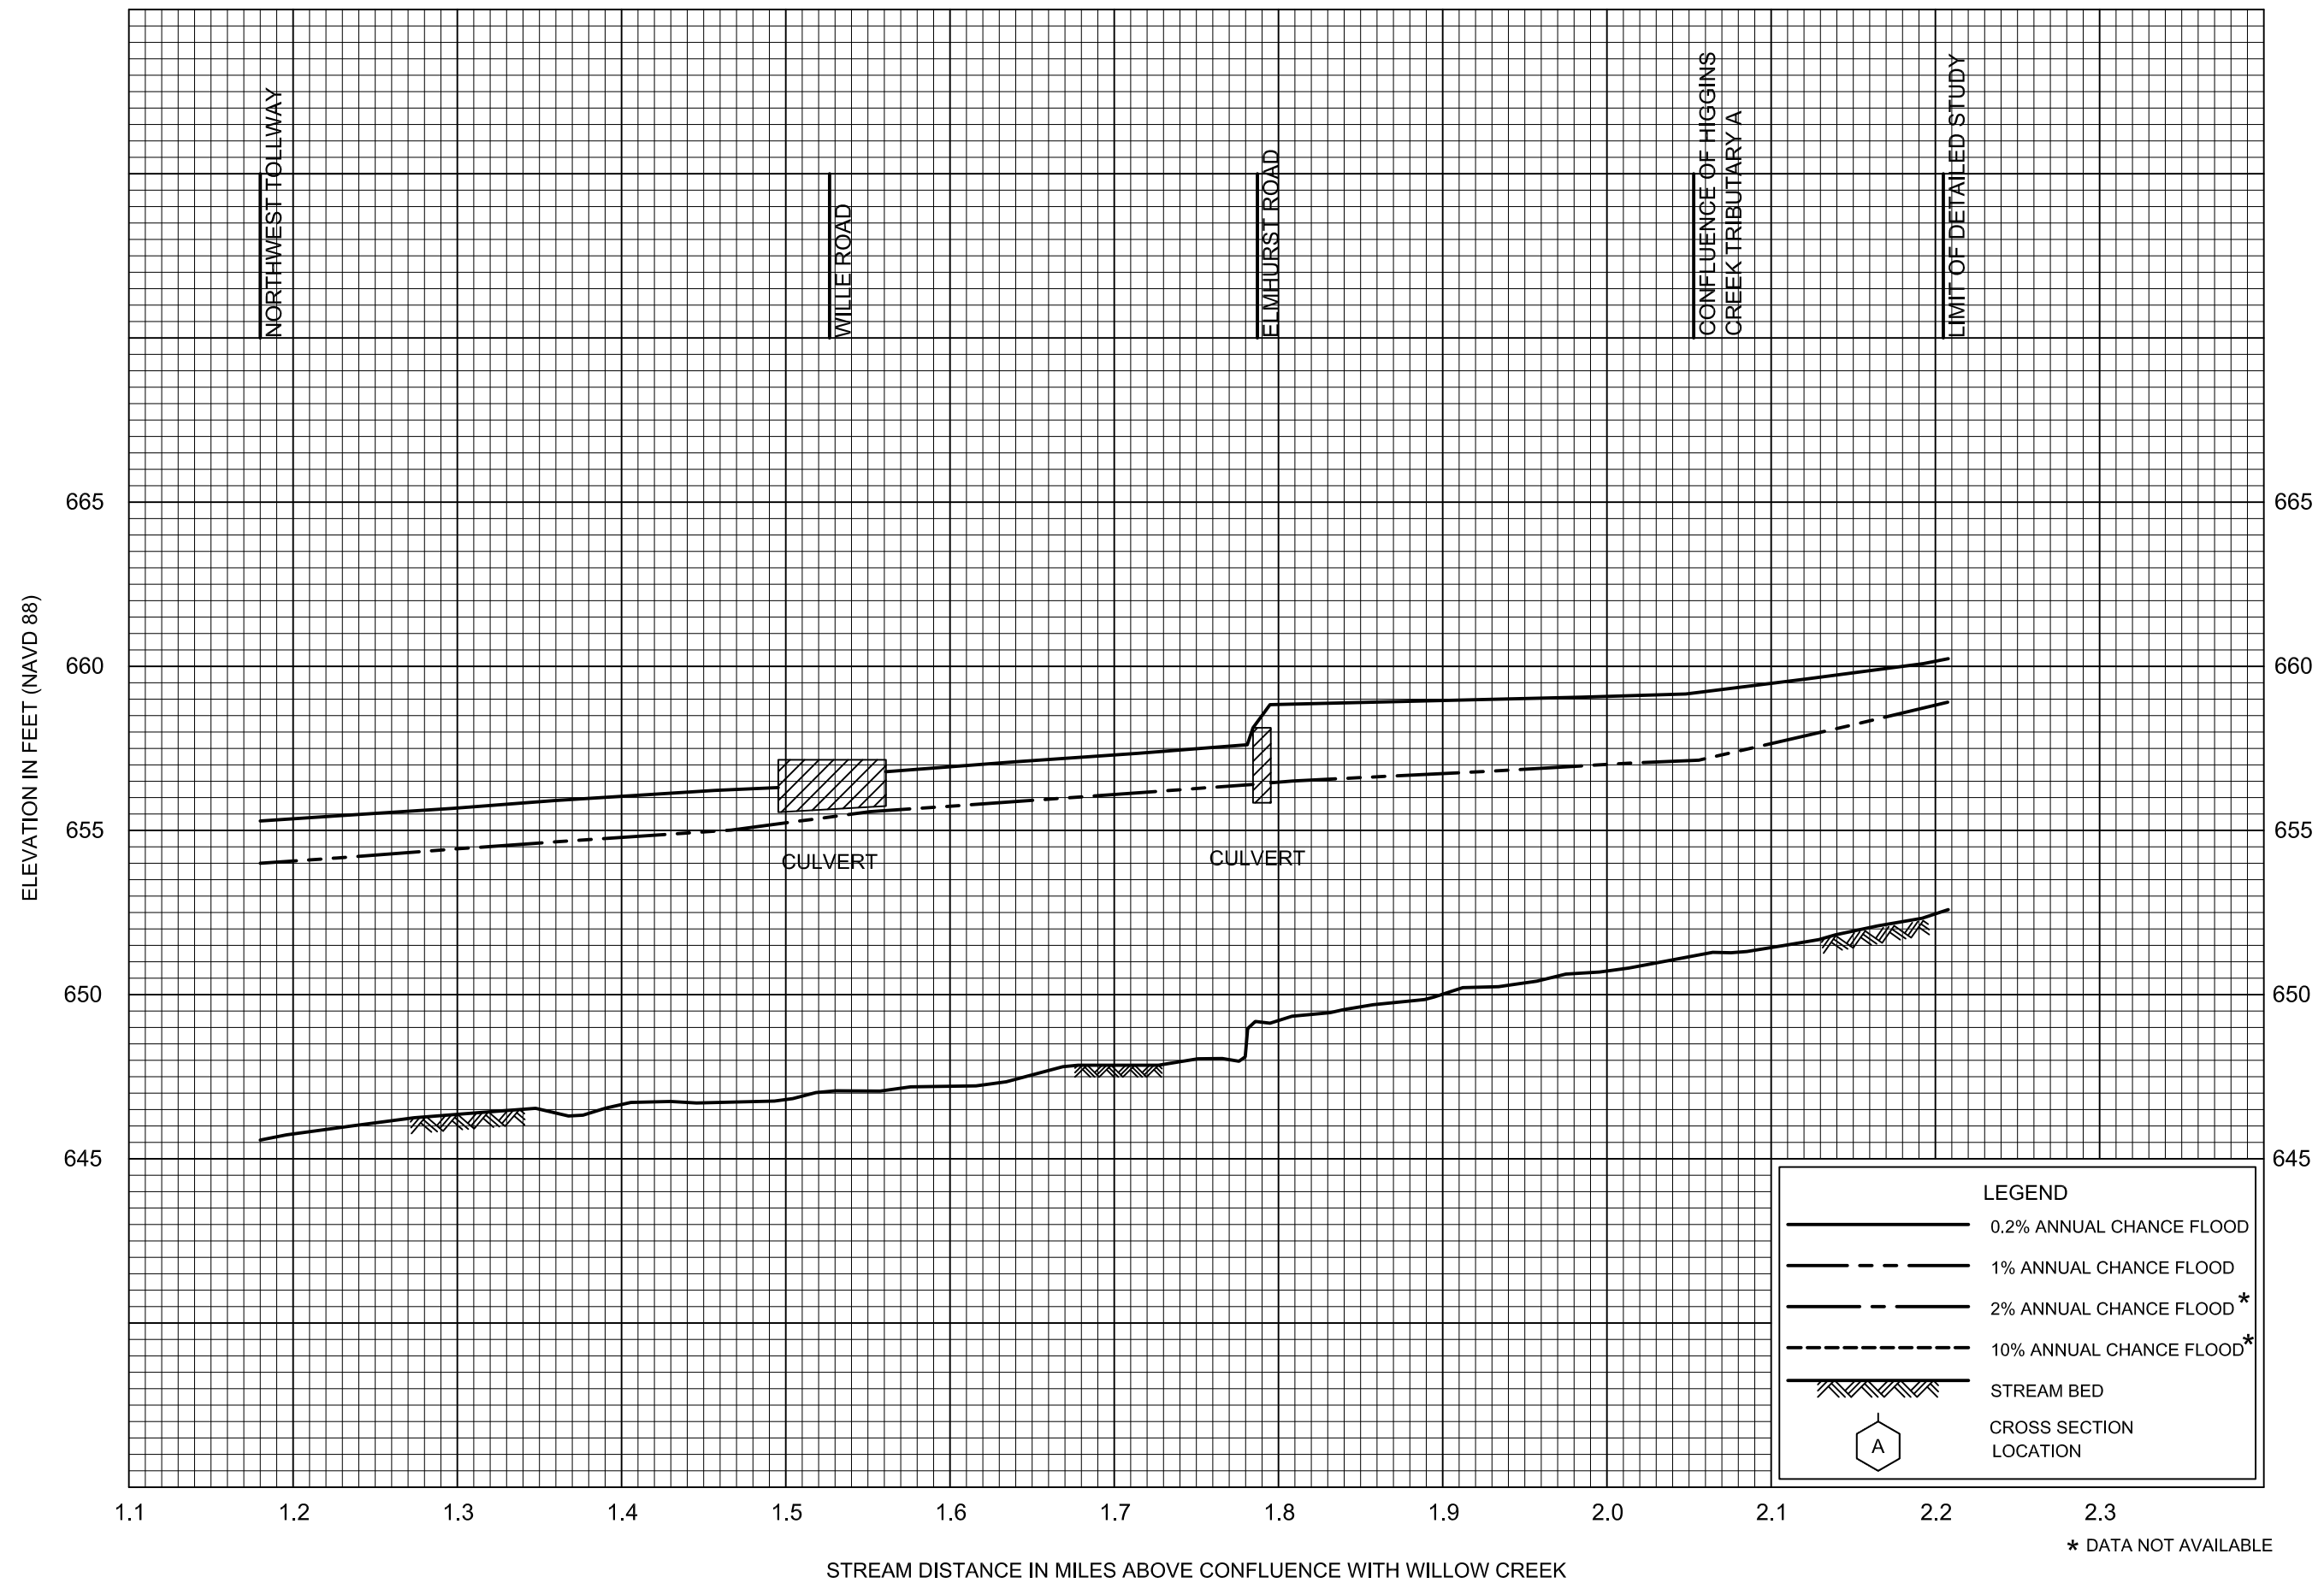 NORTHWEST TOLLWAY
WILLE ROAD
ELMHURST ROAD
CONFLUENCE OF HIGGINS
CREEK TRIBUTARY A
LIMIT OF DETAILED STUDY
ELEVATION IN FEET (NAVD 88)
665 665
660 660
655
CULVERT CULVERT
655
650 650
645 645
LEGEND
0.2% ANNUAL CHANCE FLOOD
1% ANNUAL CHANCE FLOOD
2% ANNUAL CHANCE FLOOD *
10% ANNUAL CHANCE FLOOD*
STREAM BED
A
CROSS SECTION
LOCATION
1.1 1.2 1.3 1.4 1.5 1.6 1.7 1.8 1.9 2.0 2.1 2.2 2.3
* DATA NOT AVAILABLE
STREAM DISTANCE IN MILES ABOVE CONFLUENCE WITH WILLOW CREEK